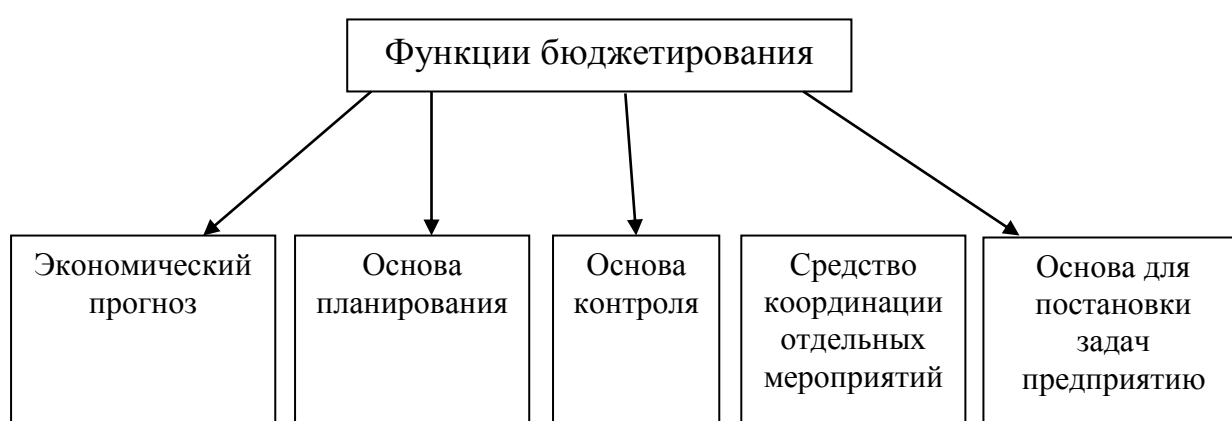 Функции бюджетирования
Экономический
прогноз
Основа
планирования
Основа
контроля
Средство
координации
отдельных
мероприятий
Основа для
постановки
задач
предприятию